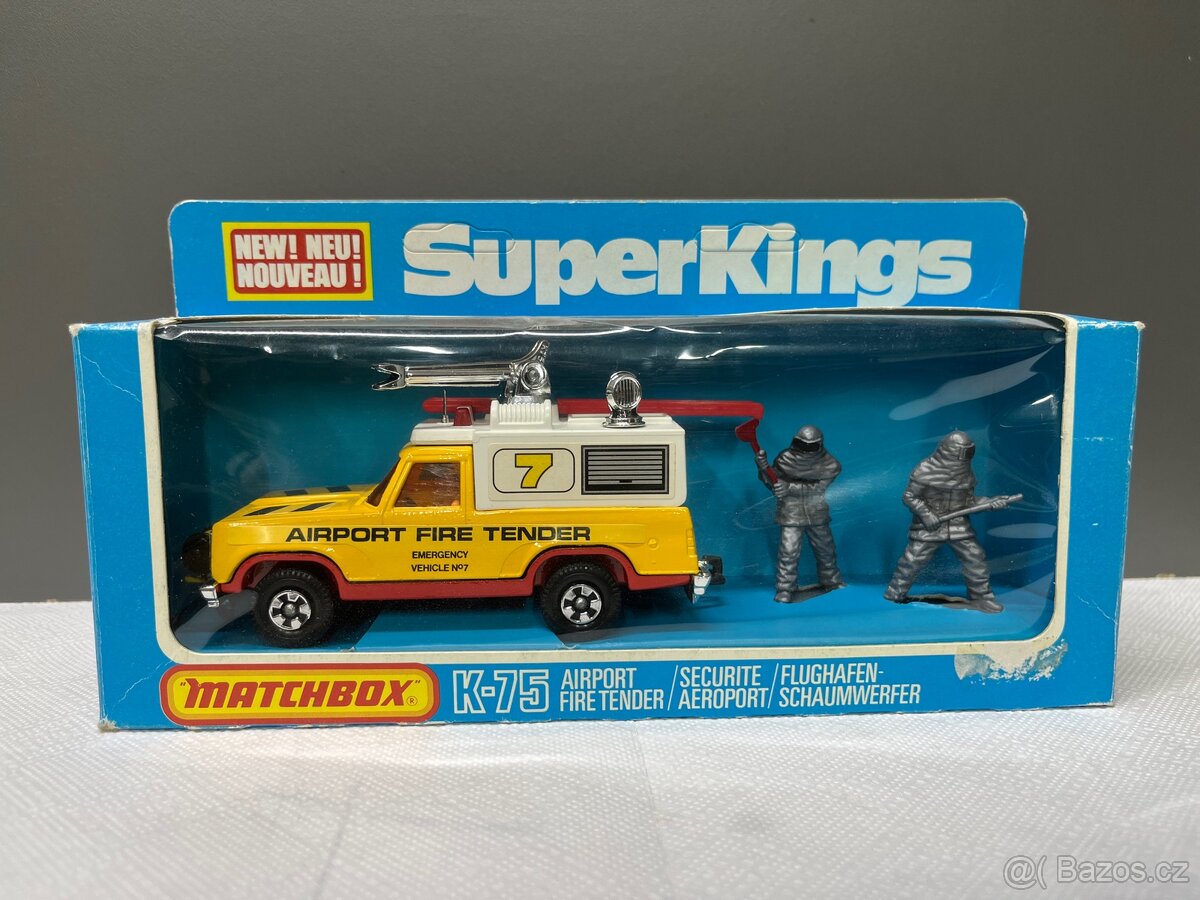 NEW! NEU!
NOUVEAU!
SuperKings
7
AIRPORT FIRE TENDER
EMERGENCY
VEHICLE Nº7
"MATCHBOX"®
K-75
AIRPORT
FIRE TENDER
/SECURITE
/AEROPORT
/FLUGHAFEN-
/SCHAUMWERFER
@( Bazos.cz